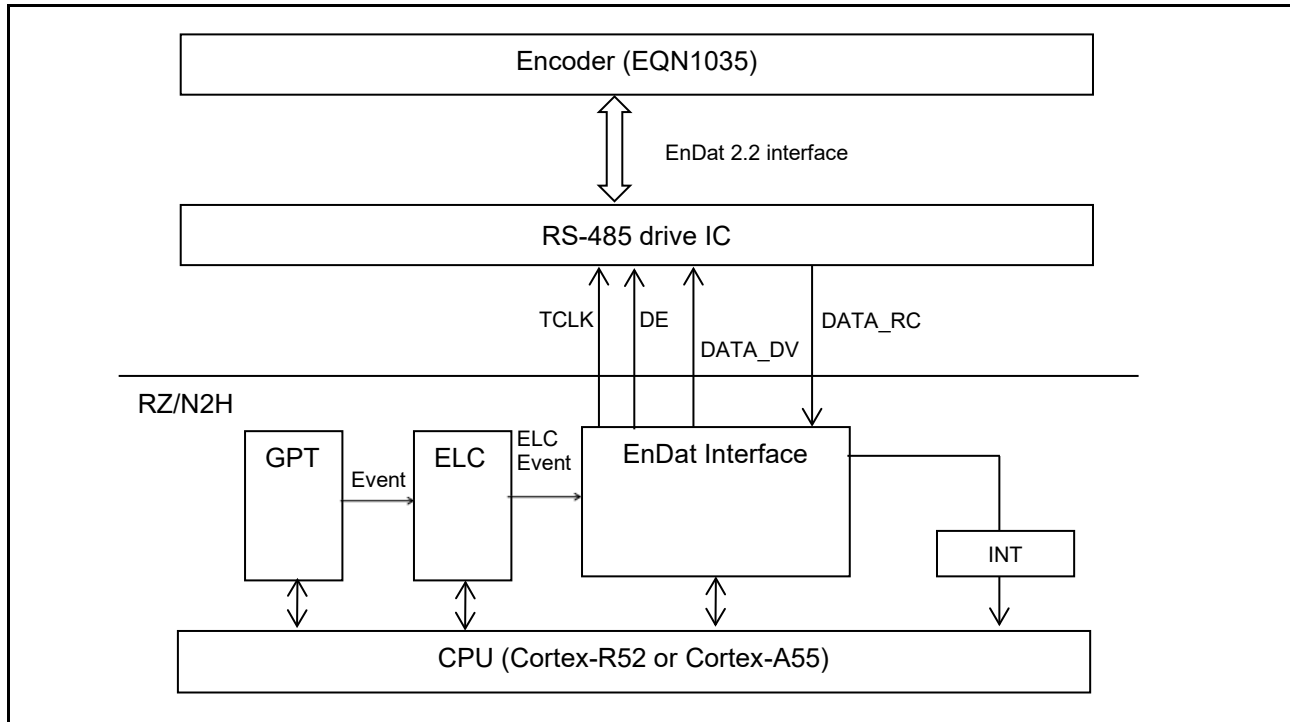 Encoder (EQN1035)
EnDat 2.2 interface
RS-485 drive IC
TCLK
DE
DATA_DV
DATA_RC
RZ/N2H
GPT
Event
ELC
ELC
Event
EnDat Interface
INT
CPU (Cortex-R52 or Cortex-A55)